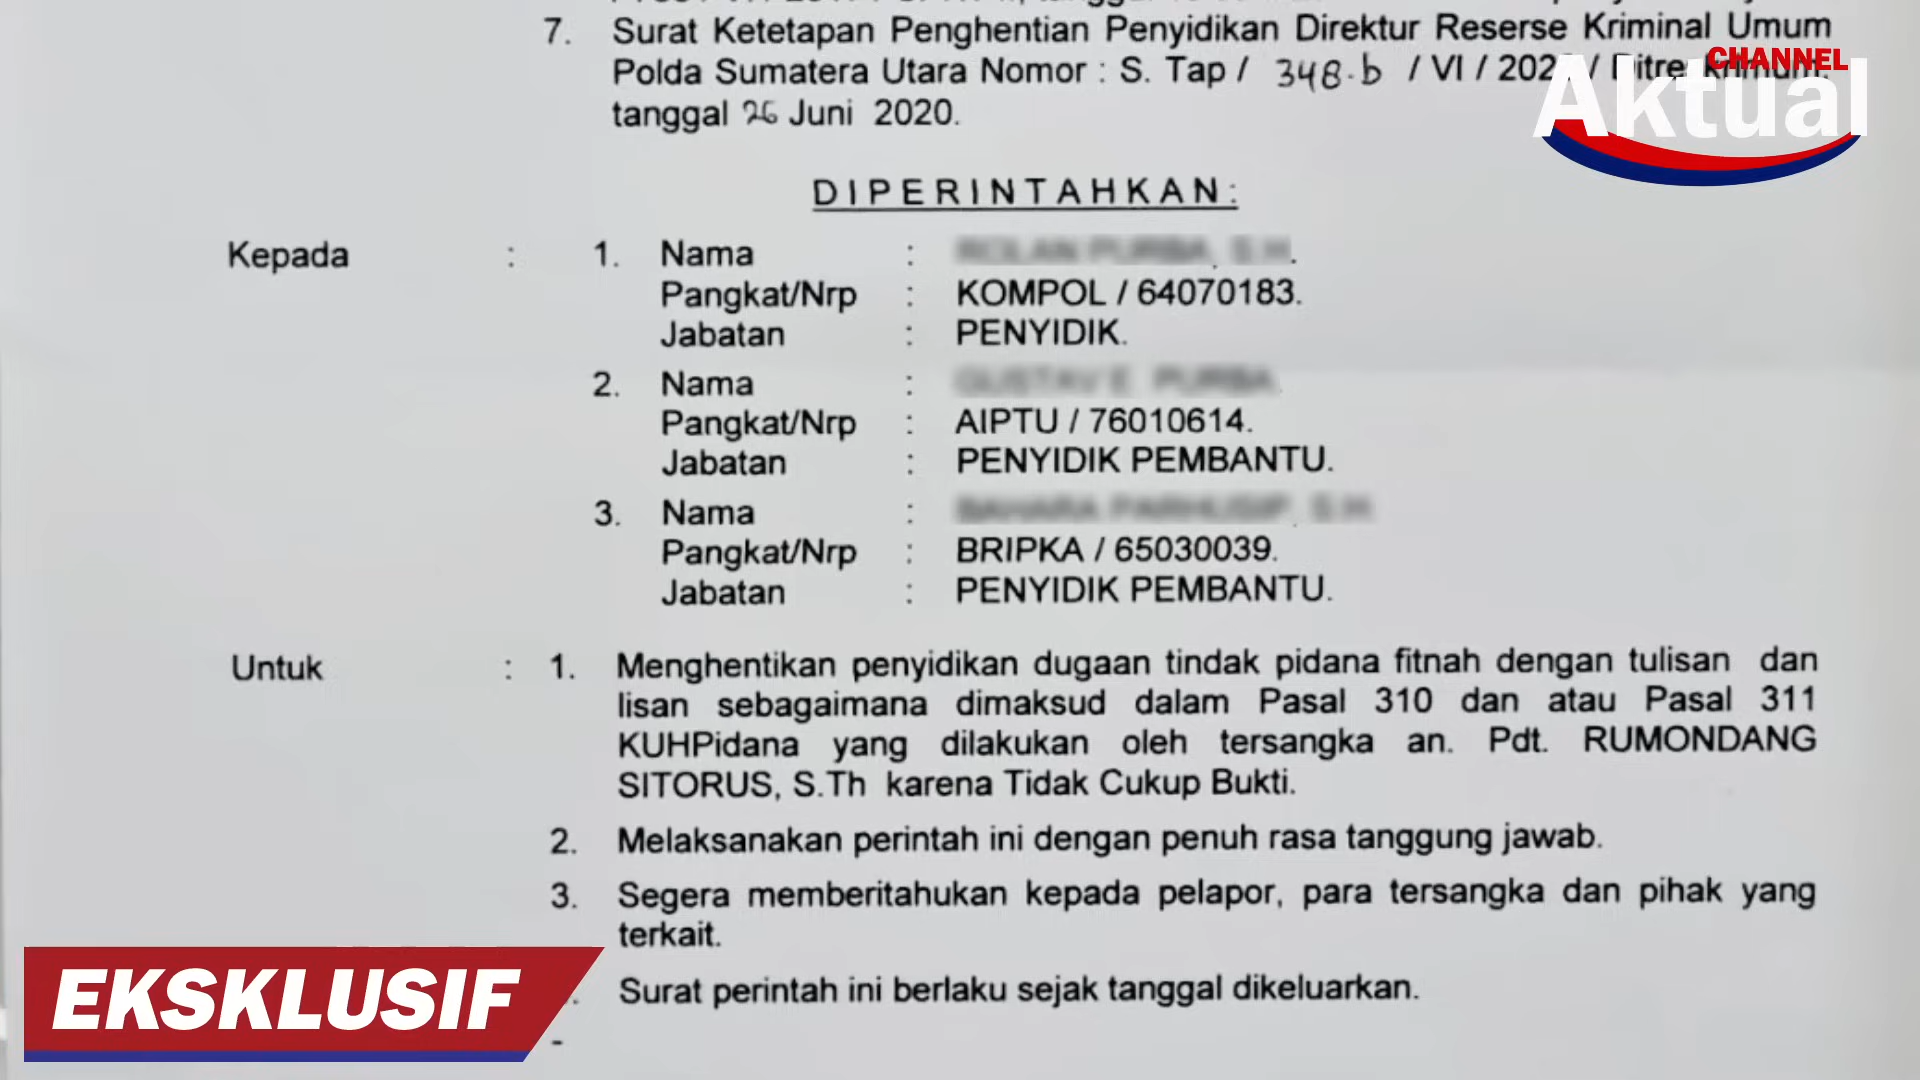 7. Surat Ketetapan Penghentian Penyidikan Direktur Reserse Kriminal Umum
Polda Sumatera Utara Nomor : S. Tap / 348.b / VI / 202 / Ditre
tanggal 26 Juni 2020.
CHANNEL
Aktual
DIPERINTAHKAN:
Kepada : 1. Nama :
Pangkat/Nrp : KOMPOL / 64070183.
Jabatan : PENYIDIK.
2. Nama :
Pangkat/Nrp : AIPTU / 76010614.
Jabatan : PENYIDIK PEMBANTU.
3. Nama :
Pangkat/Nrp : BRIPKA / 65030039.
Jabatan : PENYIDIK PEMBANTU.
Untuk : 1. Menghentikan penyidikan dugaan tindak pidana fitnah dengan tulisan dan
lisan sebagaimana dimaksud dalam Pasal 310 dan atau Pasal 311
KUHPidana yang dilakukan oleh tersangka an. Pdt. RUMONDANG
SITORUS, S.Th karena Tidak Cukup Bukti.
2. Melaksanakan perintah ini dengan penuh rasa tanggung jawab.
3. Segera memberitahukan kepada pelapor, para tersangka dan pihak yang
terkait.
. Surat perintah ini berlaku sejak tanggal dikeluarkan.
-
EKSKLUSIF